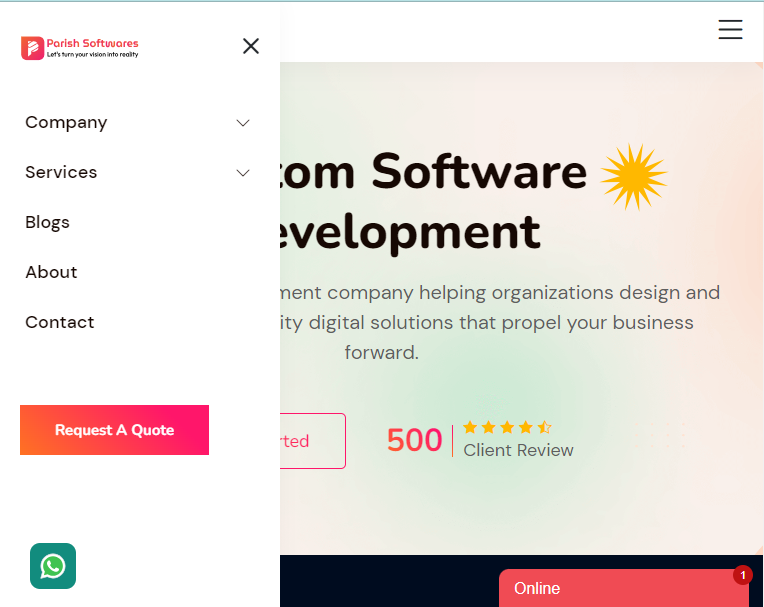 Parish Softwares
Let's turn your vision into reality
Company
Services
Blogs
About
Contact
Request A Quote
tom Software
evelopment
ment company helping organizations design and
ity digital solutions that propel your business
forward.
rted
500
Client Review
Online
1